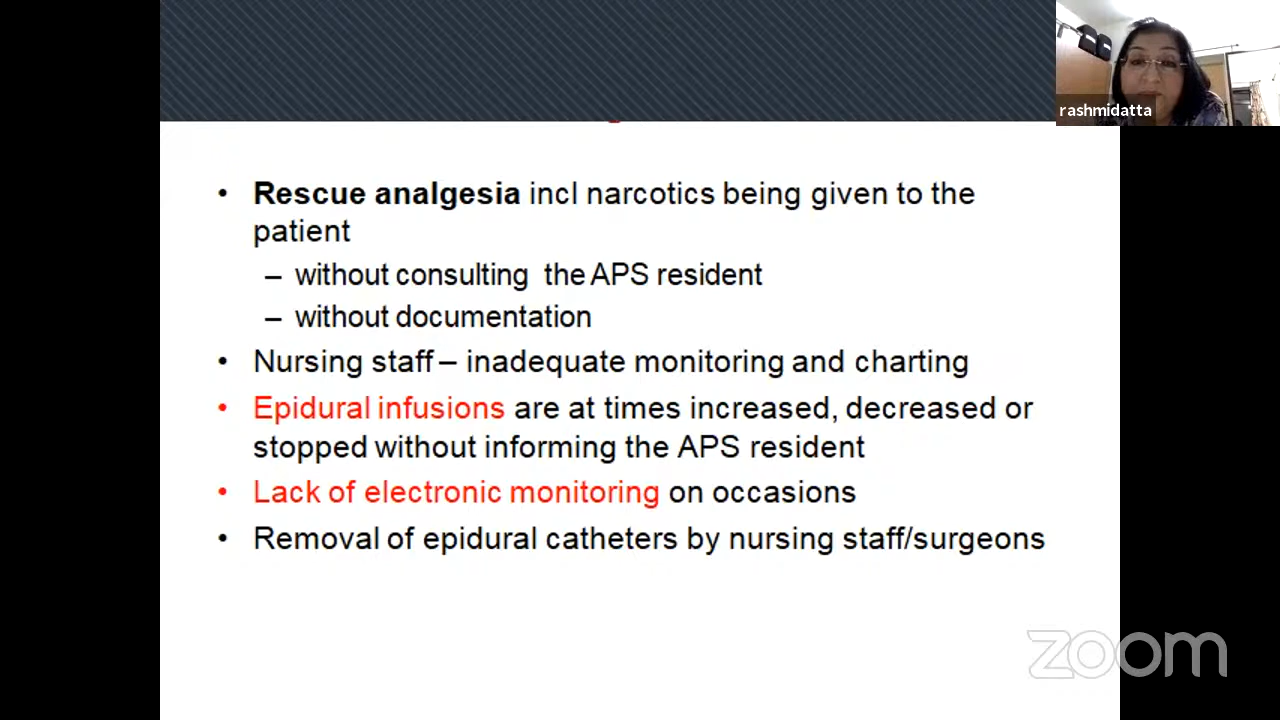 rashmidatta
• Rescue analgesia incl narcotics being given to the
patient
– without consulting the APS resident
– without documentation
• Nursing staff – inadequate monitoring and charting
• Epidural infusions are at times increased, decreased or
stopped without informing the APS resident
• Lack of electronic monitoring on occasions
• Removal of epidural catheters by nursing staff/surgeons
zoom